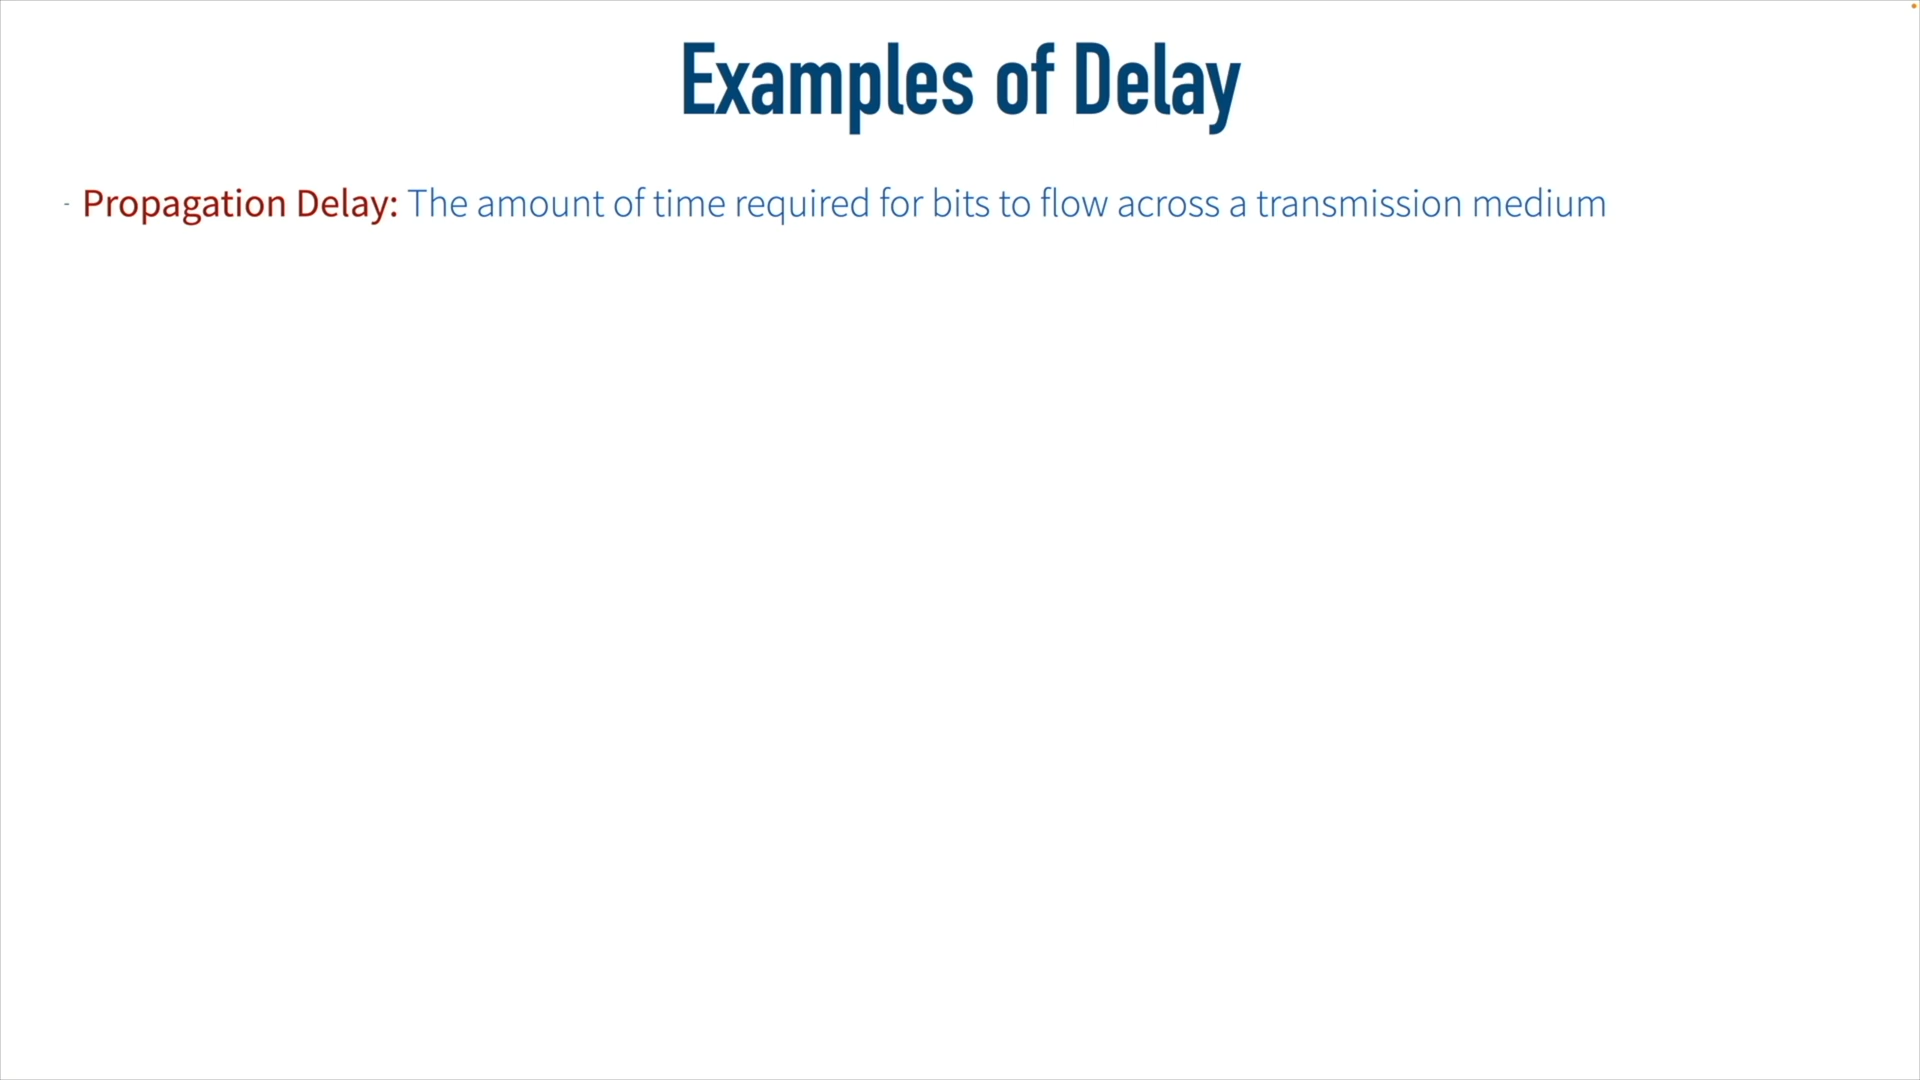 Examples of Delay
- Propagation Delay: The amount of time required for bits to flow across a transmission medium